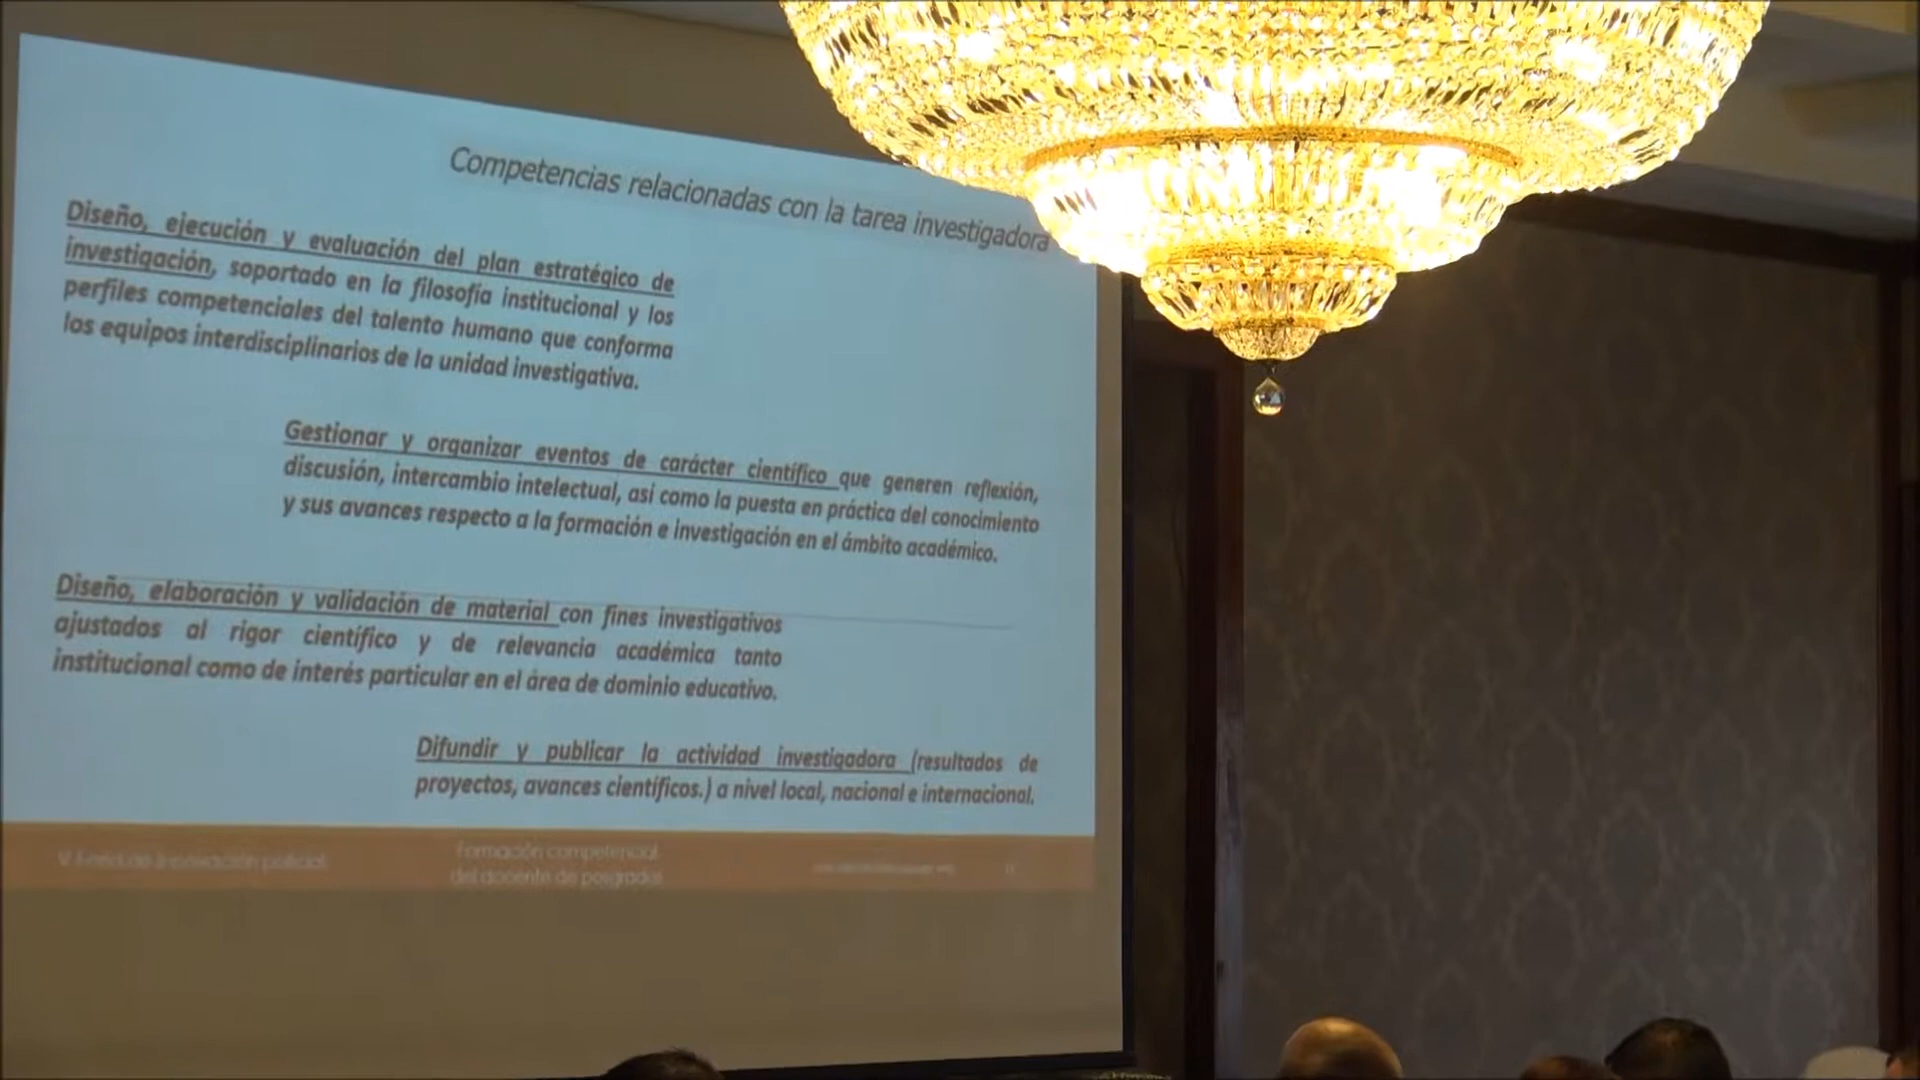 Competencias relacionadas con la tarea investigadora
Diseño, ejecución y evaluación del plan estratégico de
investigación, soportado en la filosofía institucional y los
perfiles competenciales del talento humano que conforma
los equipos interdisciplinarios de la unidad investigativa.
Gestionar y organizar eventos de carácter científico que generen reflexión,
discusión, intercambio intelectual, asi como la puesta en práctica del conocimiento
y sus avances respecto a la formación e investigación en el ámbito académico.
Diseño, elaboración y validación de material con fines investigativos
ajustados al rigor científico y de relevancia académica tanto
institucional como de interés particular en el área de dominio educativo.
Difundir y publicar la actividad investigadora (resultados de
proyectos, avances científicos.) a nivel local, nacional e internacional.
Formación competencial
del docente de posgrados